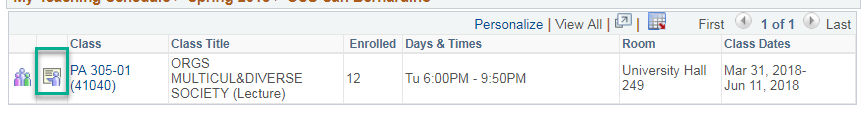 My Teaching Schedule > Spring 2018 > CSU San Bernardino
Personalize | View All | | First 1 of 1 Last
Class Class Title Enrolled Days & Times Room Class Dates
PA 305-01
(41040)
ORGS
MULTICUL&DIVERSE
SOCIETY (Lecture)
12
Tu 6:00PM - 9:50PM
University Hall
249
Mar 31, 2018-
Jun 11, 2018